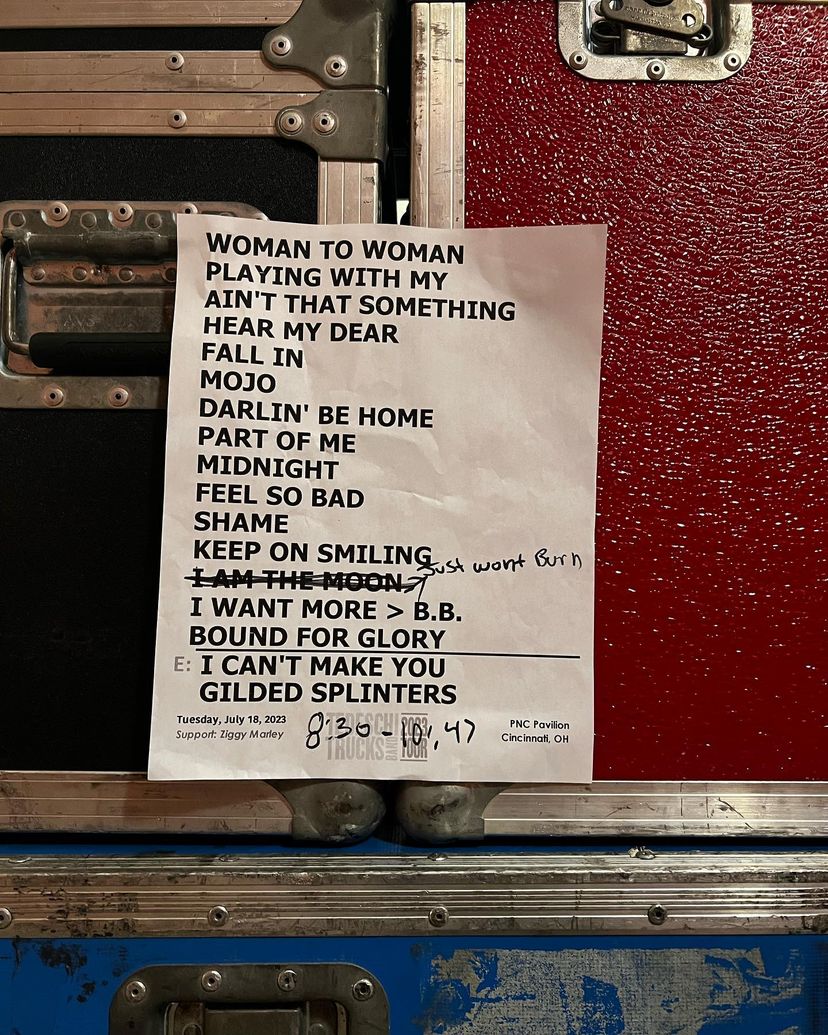 WOMAN TO WOMAN
PLAYING WITH MY
AIN'T THAT SOMETHING
HEAR MY DEAR
FALL IN
MOJO
DARLIN' BE HOME
PART OF ME
MIDNIGHT
FEEL SO BAD
SHAME
KEEP ON SMILING
I AM THE MOON Just wont Burn
I WANT MORE > B.B.
BOUND FOR GLORY
E: I CAN'T MAKE YOU
GILDED SPLINTERS
Tuesday, July 18, 2023
Support: Ziggy Marley
TEDESCHI
TRUCKS
BAND
2023
TOUR
8:30 - 10:47
PNC Pavilion
Cincinnati, OH